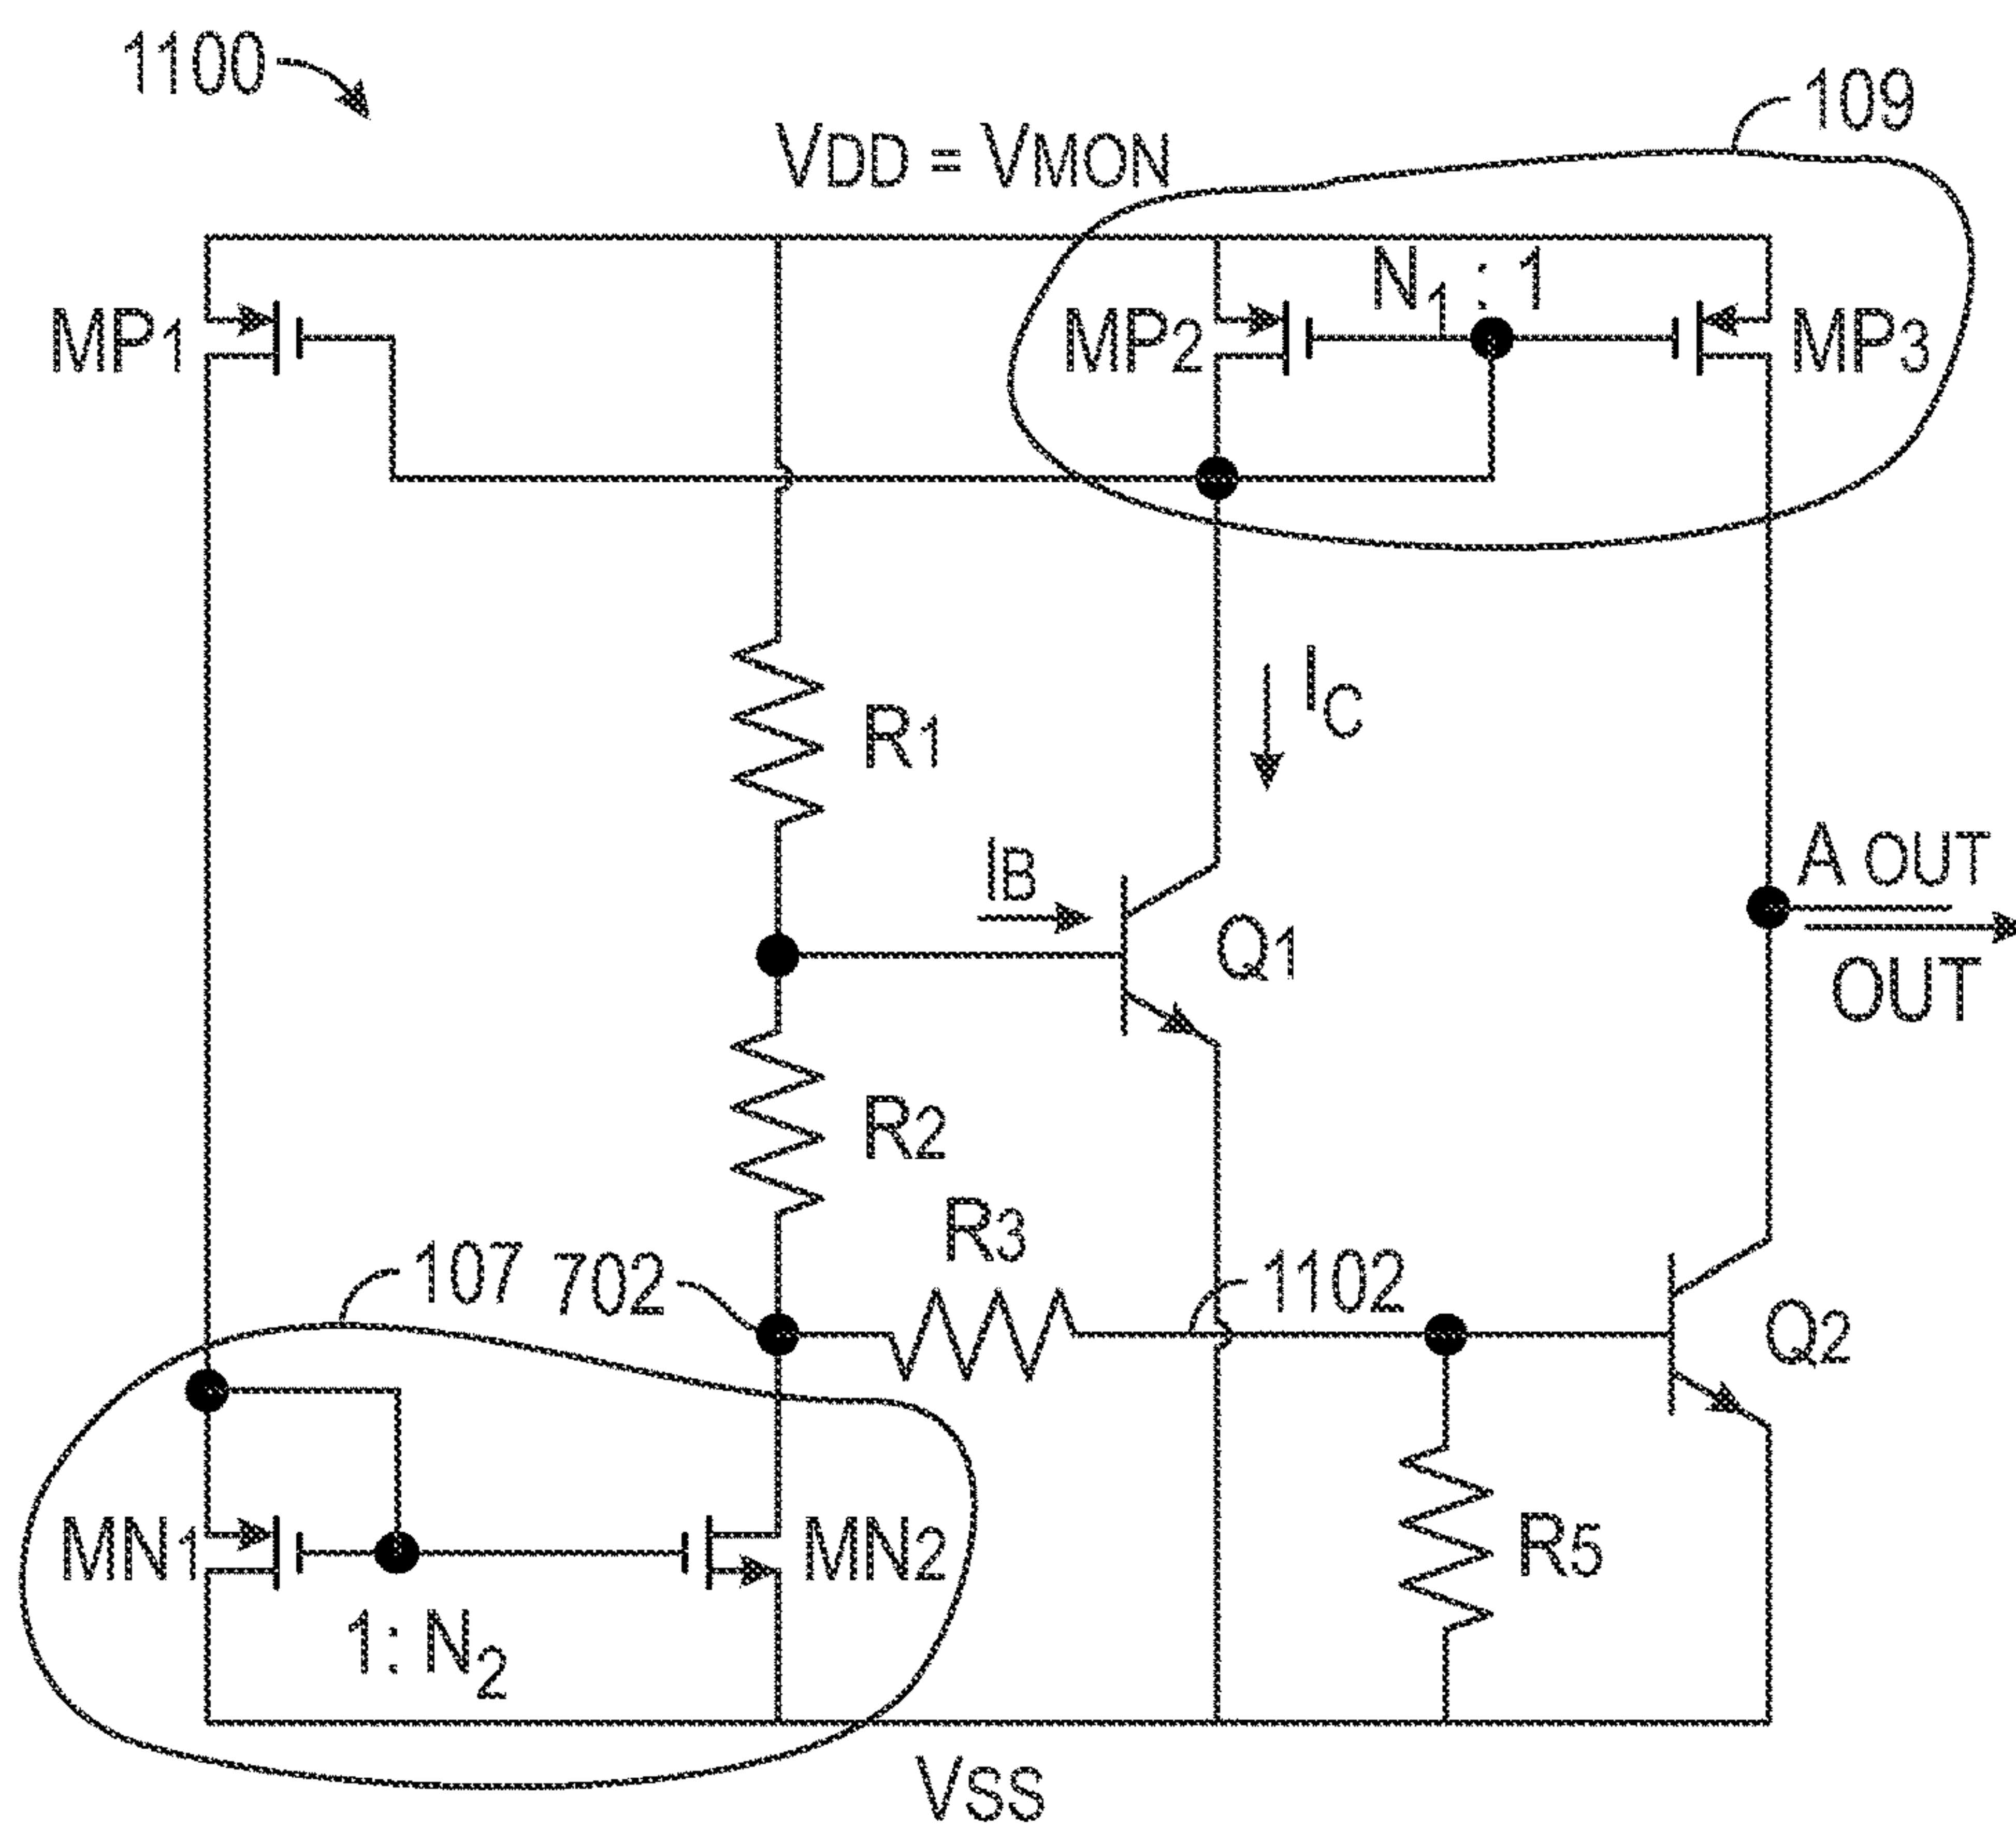 1100
109
VDD = VMON
N1 : 1
MP1
MP2
MP3
IC
R1
IB
A OUT
Q1
OUT
R2
R3
107
702
1102
Q2
MN1
MN2
R5
1: N2
VSS